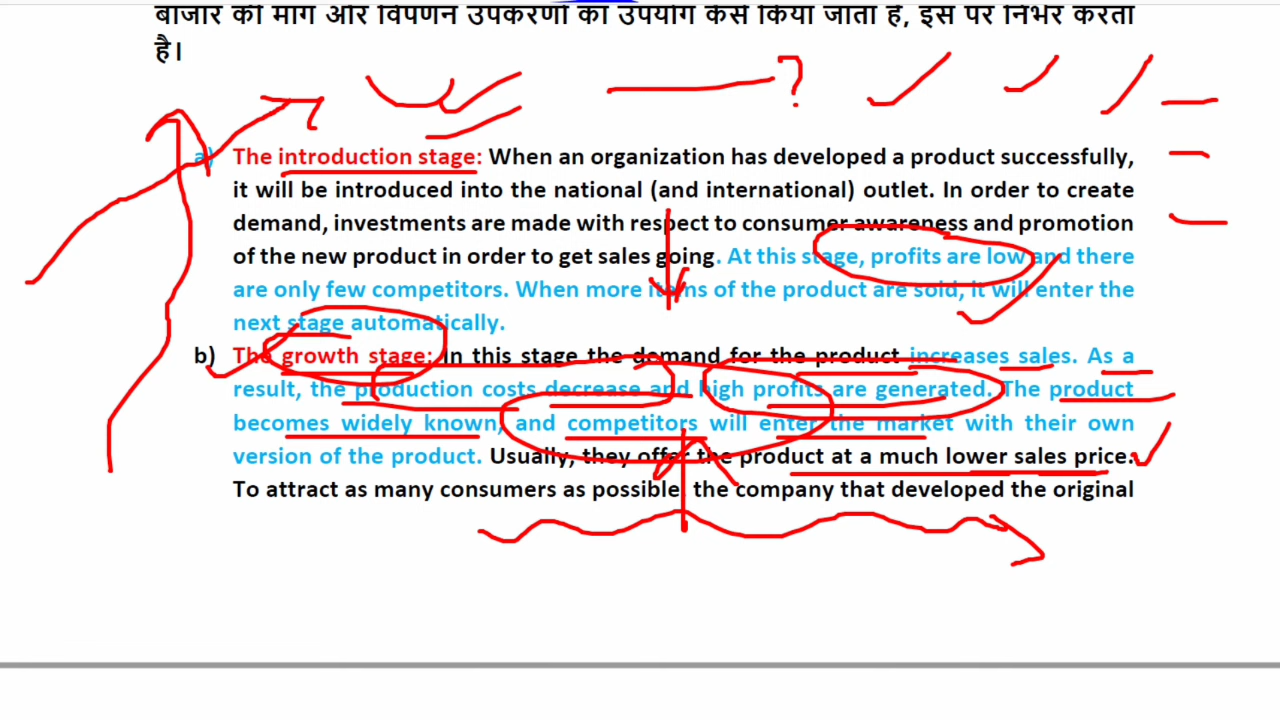 बाजार की मांग और विपणन उपकरणों का उपयोग कैसे किया जाता है, इस पर निर्भर करता
है।
a) The introduction stage: When an organization has developed a product successfully,
it will be introduced into the national (and international) outlet. In order to create
demand, investments are made with respect to consumer awareness and promotion
of the new product in order to get sales going. At this stage, profits are low and there
are only few competitors. When more items of the product are sold, it will enter the
next stage automatically.
b) The growth stage: In this stage the demand for the product increases sales. As a
result, the production costs decrease and high profits are generated. The product
becomes widely known, and competitors will enter the market with their own
version of the product. Usually, they offer the product at a much lower sales price.
To attract as many consumers as possible, the company that developed the original